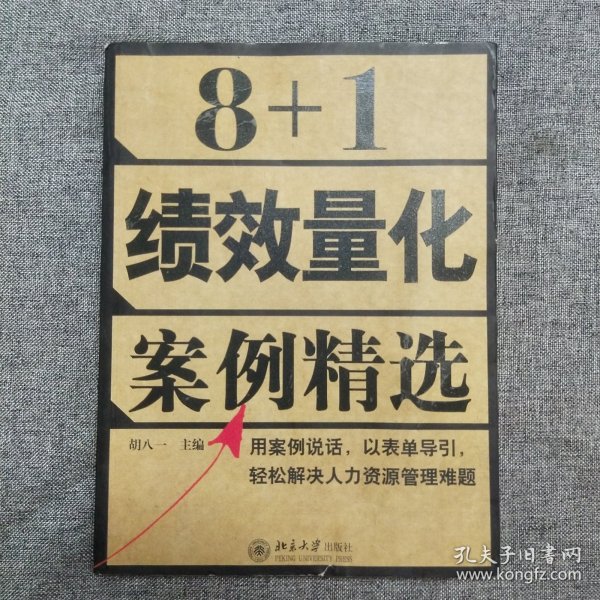 8+1
绩效量化
案例精选
胡八一 主编
用案例说话，以表单导引，
轻松解决人力资源管理难题
北京大学出版社
PEKING UNIVERSITY PRESS
孔夫子旧书网
www.kongfz.com